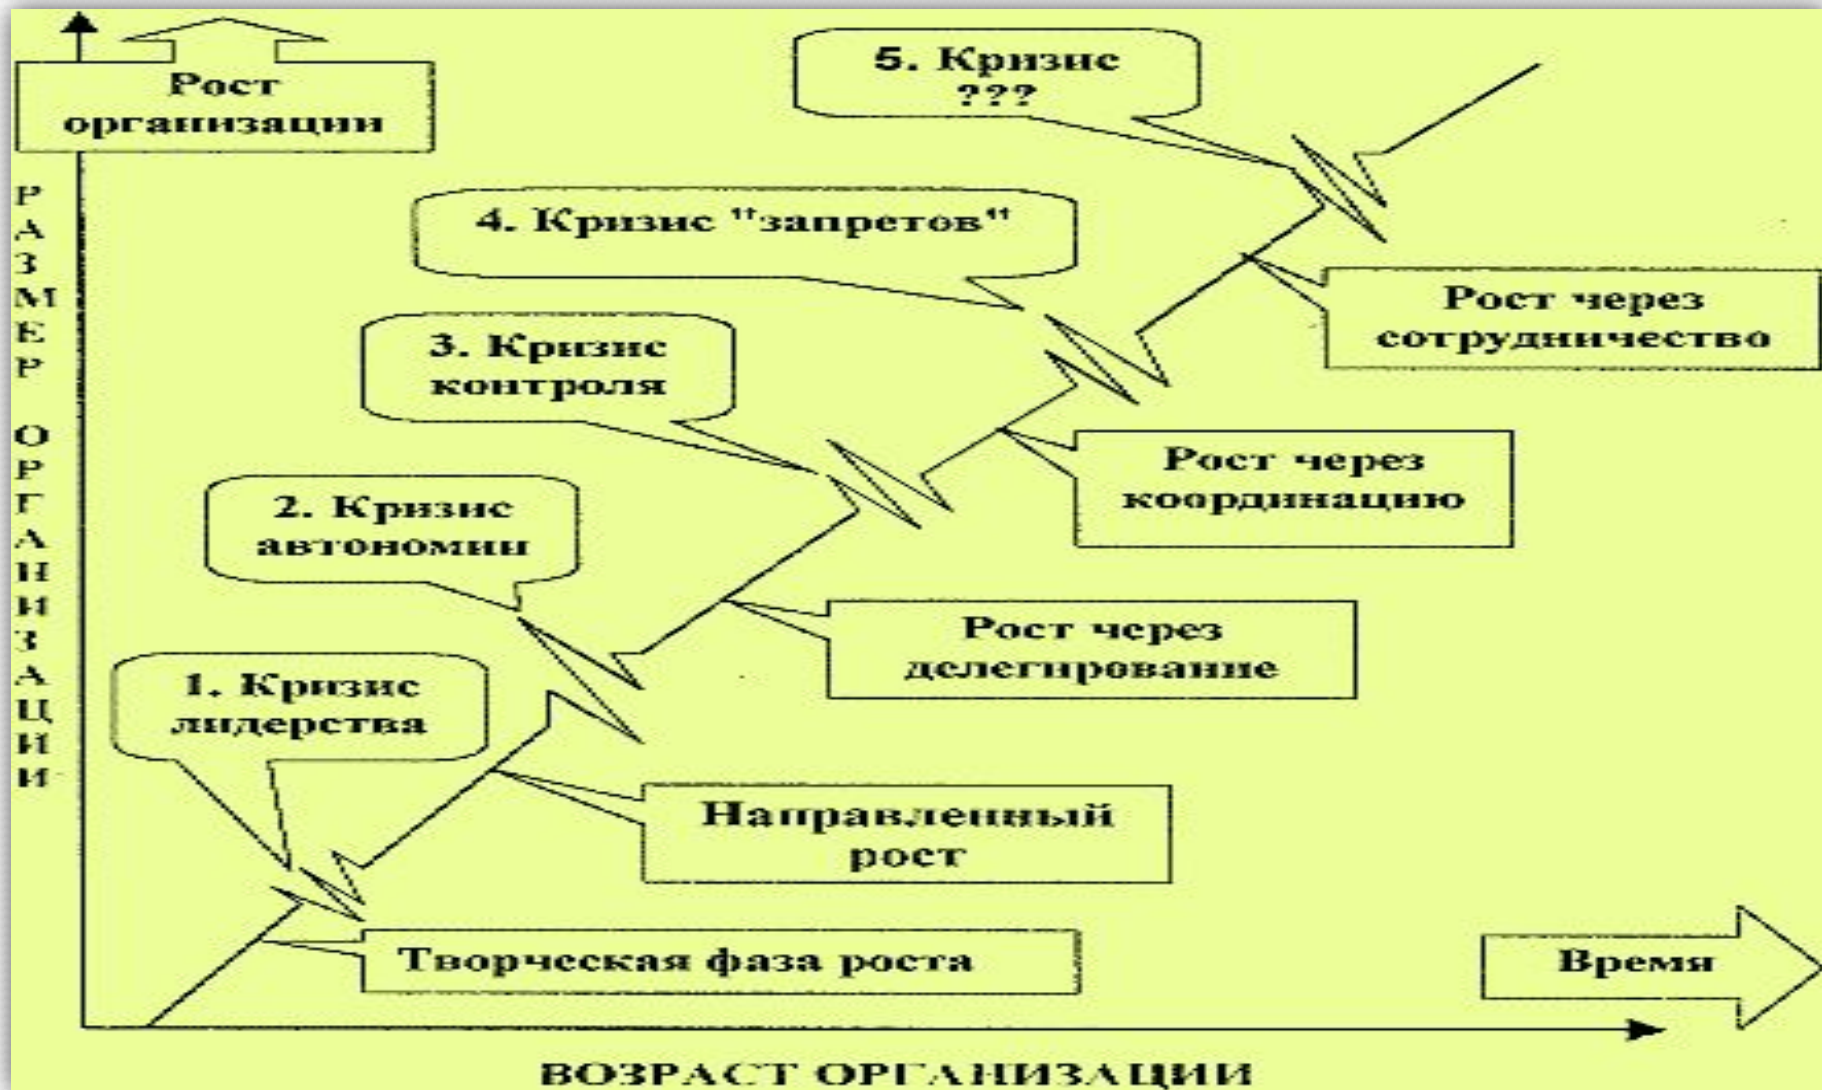 Рост
организации
РАЗМЕР ОРГАНИЗАЦИИ
5. Кризис
???
4. Кризис "запретов"
3. Кризис
контроля
2. Кризис
автономии
1. Кризис
лидерства
Рост через
сотрудничество
Рост через
координацию
Рост через
делегирование
Направленный
рост
Творческая фаза роста
Время
ВОЗРАСТ ОРГАНИЗАЦИИ